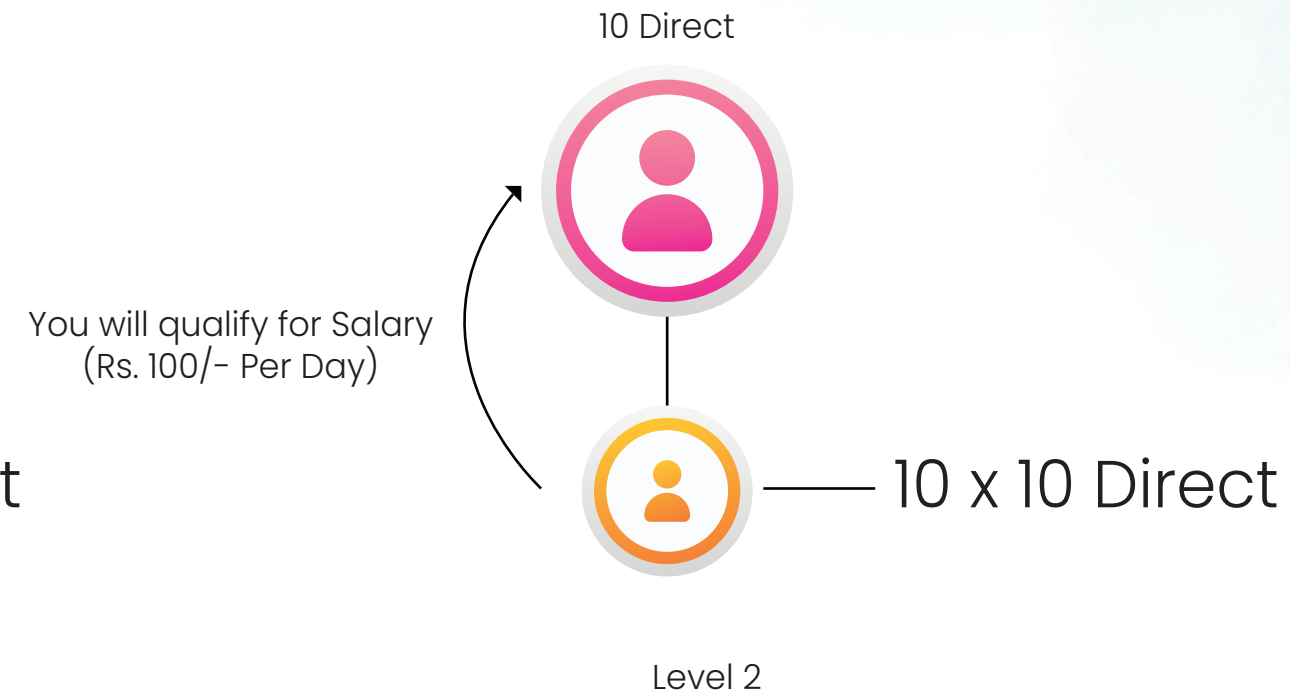 10 Direct
You will qualify for Salary
(Rs. 100/- Per Day)
10 x 10 Direct
Level 2